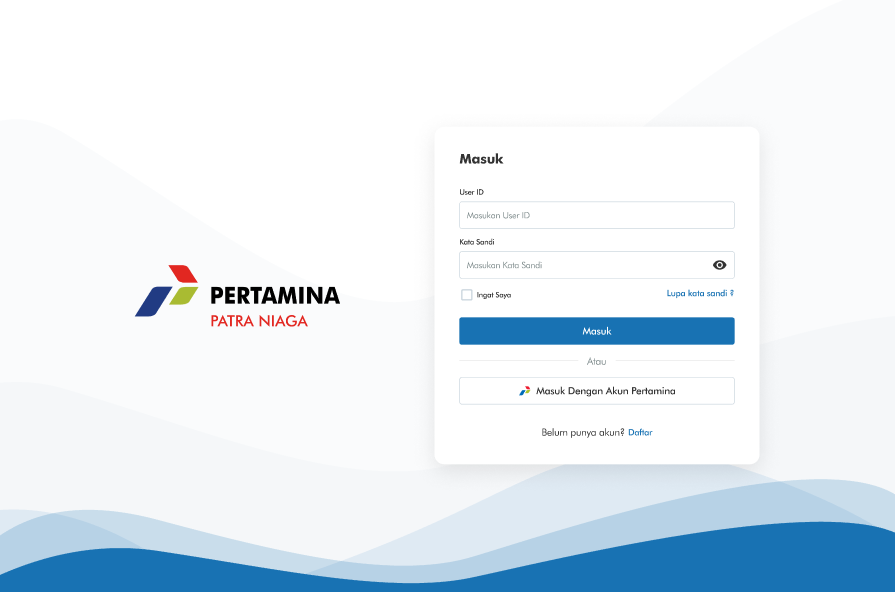 PERTAMINA
PATRA NIAGA
Masuk
User ID
Masukan User ID
Kata Sandi
Masukan Kata Sandi
Ingat Saya
Lupa kata sandi ?
Masuk
Atau
Masuk Dengan Akun Pertamina
Belum punya akun? Daftar